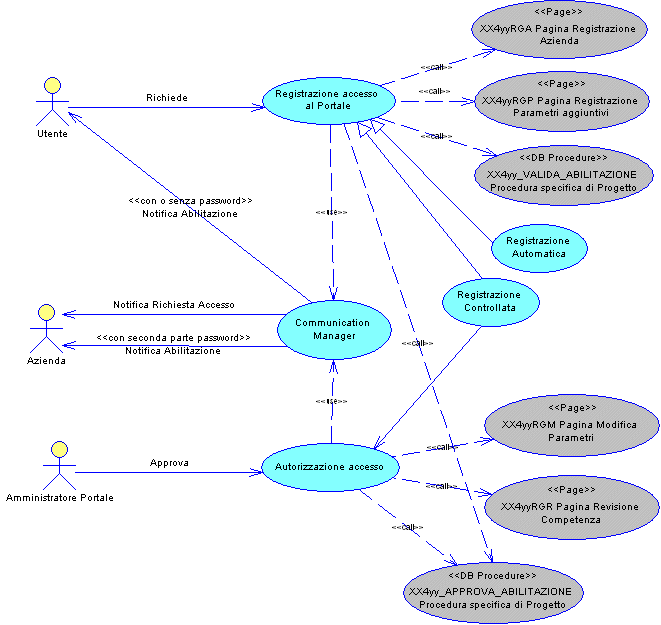 <<Page>>
XX4yyRGA Pagina Registrazione
Azienda
<<call>>
<<Page>>
XX4yyRGP Pagina Registrazione
Parametri aggiuntivi
<<call>>
Registrazione accesso
al Portale
Richiede
Utente
<<call>>
<<DB Procedure>>
XX4yy_VALIDA_ABILITAZIONE
Procedura specifica di Progetto
<<con o senza password>>
Notifica Abilitazione
<<use>>
Registrazione
Automatica
Registrazione
Controllata
Notifica Richiesta Accesso
Communication
Manager
<<con seconda parte password>>
Notifica Abilitazione
Azienda
<<call>>
<<use>>
<<Page>>
XX4yyRGM Pagina Modifica
Parametri
<<call>>
Approva
Autorizzazione accesso
Amministratore Portale
<<call>>
<<Page>>
XX4yyRGR Pagina Revisione
Competenza
<<call>>
<<DB Procedure>>
XX4yy_APPROVA_ABILITAZIONE
Procedura specifica di Progetto